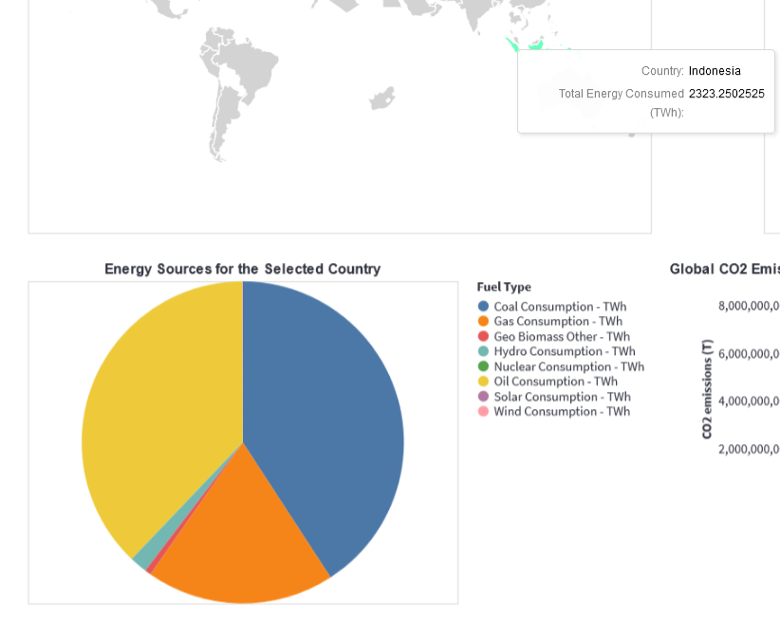 Country: Indonesia
Total Energy Consumed 2323.2502525
(TWh):
Energy Sources for the Selected Country
Fuel Type
Coal Consumption - TWh
Gas Consumption - TWh
Geo Biomass Other - TWh
Hydro Consumption - TWh
Nuclear Consumption - TWh
Oil Consumption - TWh
Solar Consumption - TWh
Wind Consumption - TWh
Global CO2 Emis
CO2 emissions (T)
8,000,000,0
6,000,000,0
4,000,000,0
2,000,000,0